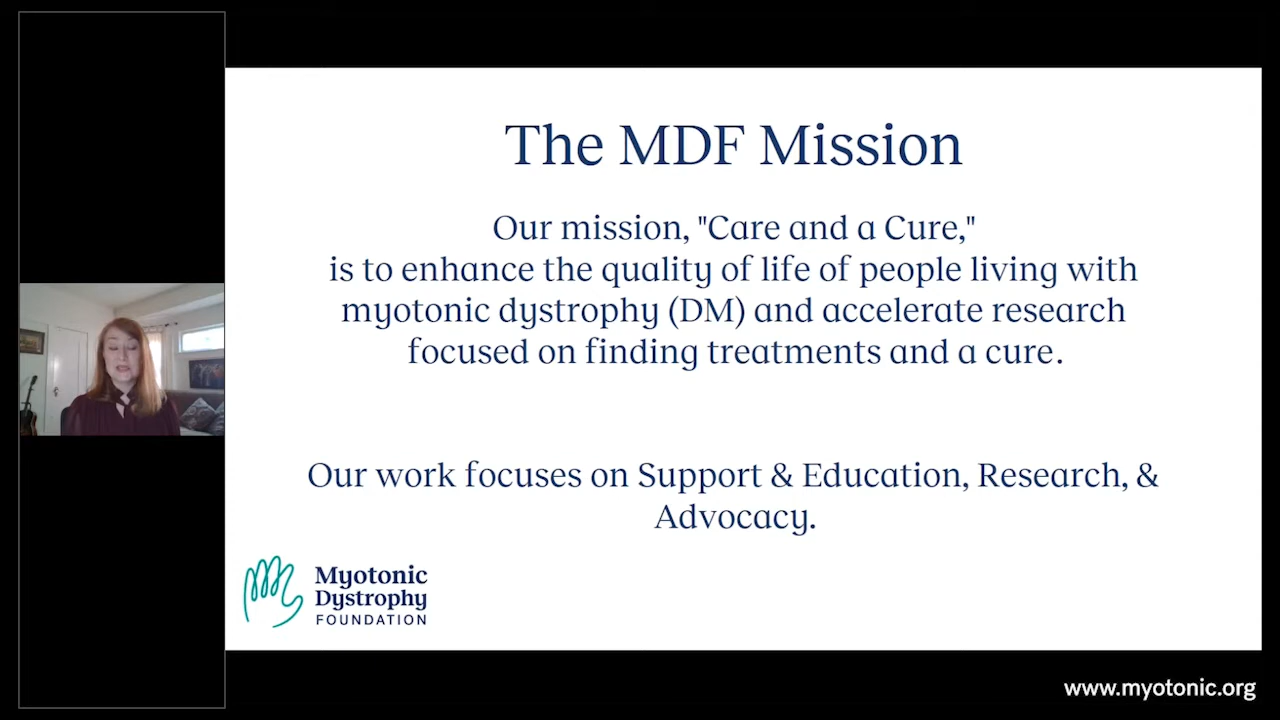 The MDF Mission
Our mission, "Care and a Cure,"
is to enhance the quality of life of people living with
myotonic dystrophy (DM) and accelerate research
focused on finding treatments and a cure.
Our work focuses on Support & Education, Research, &
Advocacy.
Myotonic
Dystrophy
FOUNDATION
www.myotonic.org